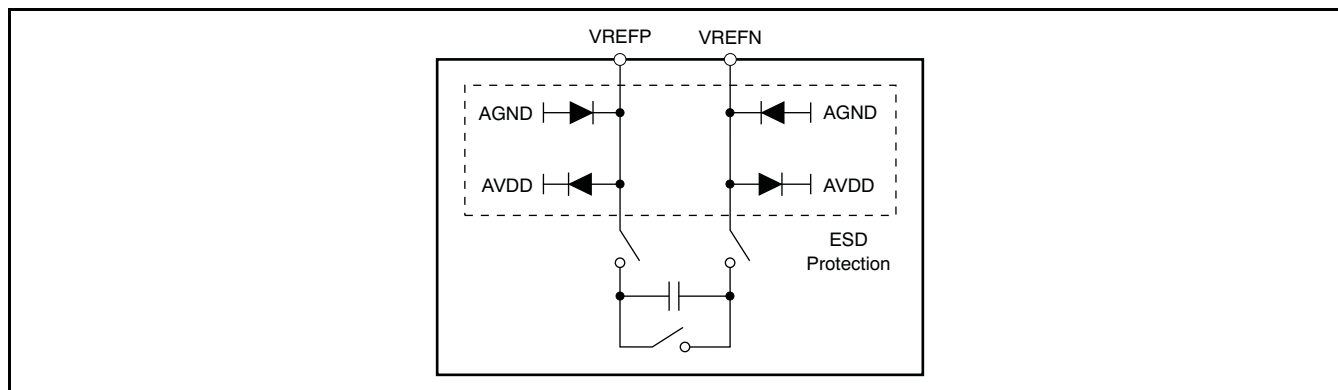 VREFP VREFN
AGND AGND
AVDD AVDD
ESD
Protection